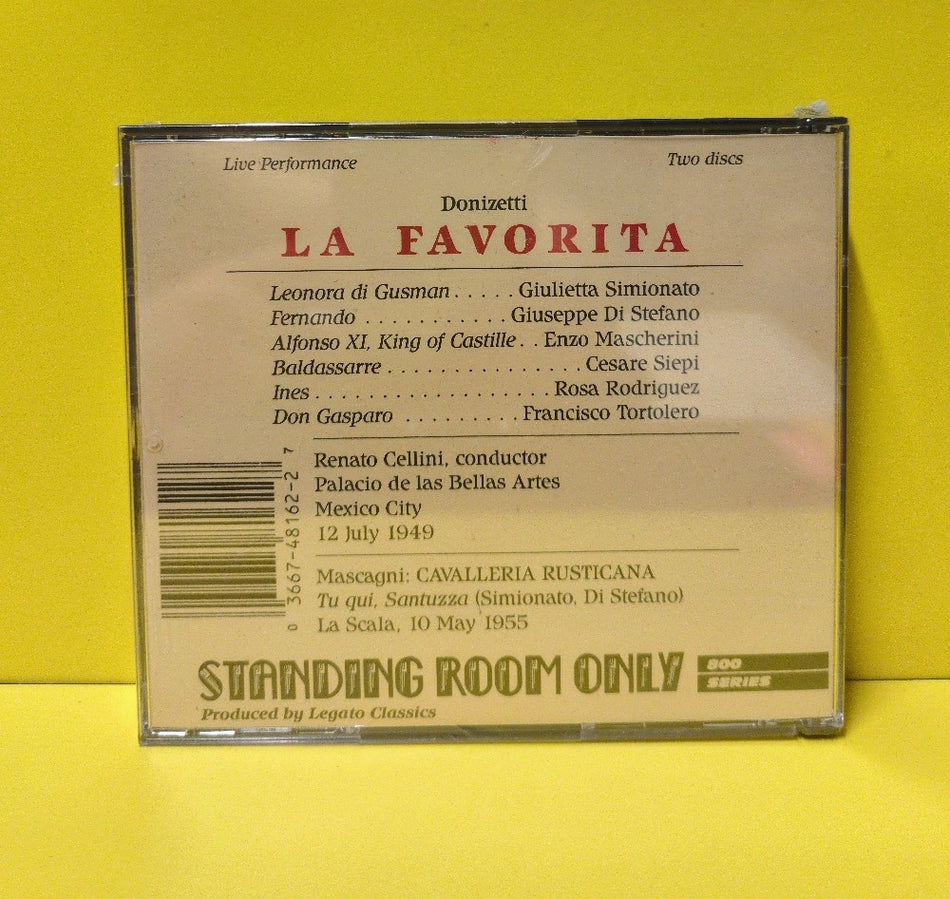 Live Performance Two discs
Donizetti
LA FAVORITA
Leonora di Gusman . . . . . Giulietta Simionato
Fernando . . . . . . . . . . . Giuseppe Di Stefano
Alfonso XI, King of Castille . . Enzo Mascherini
Baldassarre . . . . . . . . . . . . . . . Cesare Siepi
Ines . . . . . . . . . . . . . . . . . . Rosa Rodriguez
Don Gasparo . . . . . . . . . Francisco Tortolero
Renato Cellini, conductor
Palacio de las Bellas Artes
Mexico City
12 July 1949
0 3667-48162-2 7
Mascagni: CAVALLERIA RUSTICANA
Tu qui, Santuzza (Simionato, Di Stefano)
La Scala, 10 May 1955
STANDING ROOM ONLY
800
SERIES
Produced by Legato Classics